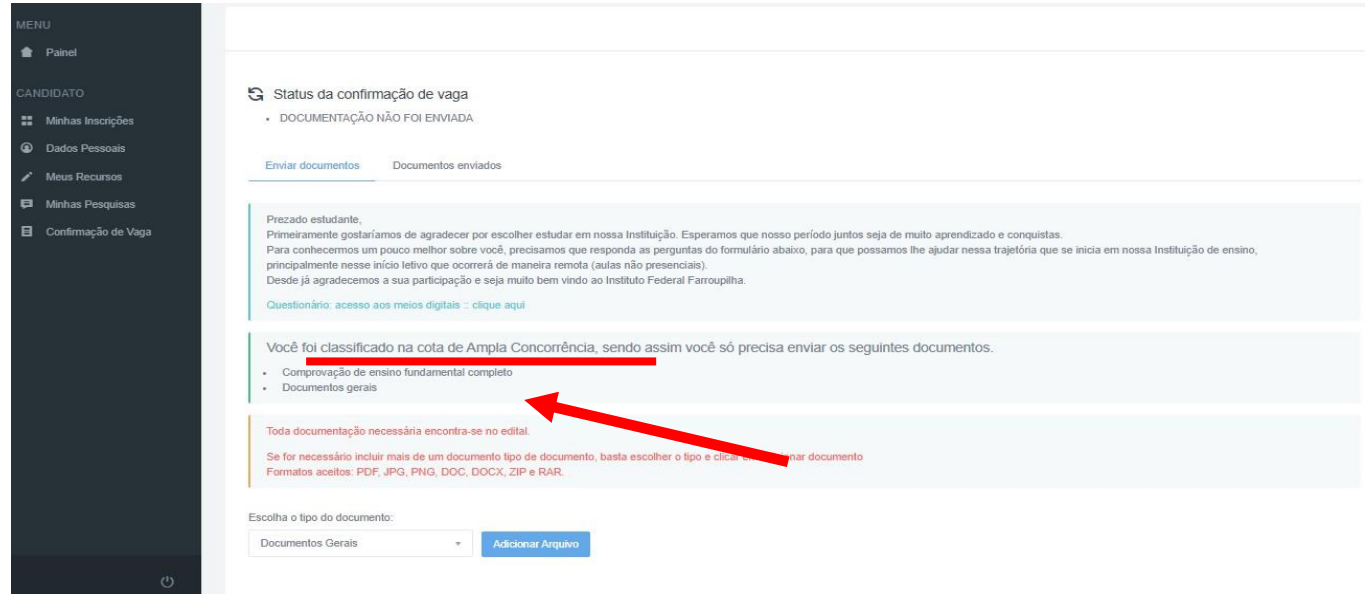 MENU
Painel
CANDIDATO
Minhas Inscrições
Dados Pessoais
Meus Recursos
Minhas Pesquisas
Confirmação de Vaga
Status da confirmação de vaga
• DOCUMENTAÇÃO NÃO FOI ENVIADA
Enviar documentos Documentos enviados
Prezado estudante,
Primeiramente gostaríamos de agradecer por escolher estudar em nossa Instituição. Esperamos que nosso período juntos seja de muito aprendizado e conquistas.
Para conhecermos um pouco melhor sobre você, precisamos que responda as perguntas do formulário abaixo, para que possamos lhe ajudar nessa trajetória que se inicia em nossa Instituição de ensino,
principalmente nesse início letivo que ocorrerá de maneira remota (aulas não presenciais).
Desde já agradecemos a sua participação e seja muito bem vindo ao Instituto Federal Farroupilha.
Questionário: acesso aos meios digitais :: clique aqui
Você foi classificado na cota de Ampla Concorrência, sendo assim você só precisa enviar os seguintes documentos.
• Comprovação de ensino fundamental completo
• Documentos gerais
Toda documentação necessária encontra-se no edital.
Se for necessário incluir mais de um documento tipo de documento, basta escolher o tipo e clicar documento
Formatos aceitos: PDF, JPG, PNG, DOC, DOCX, ZIP e RAR.
Escolha o tipo do documento:
Documentos Gerais Adicionar Arquivo